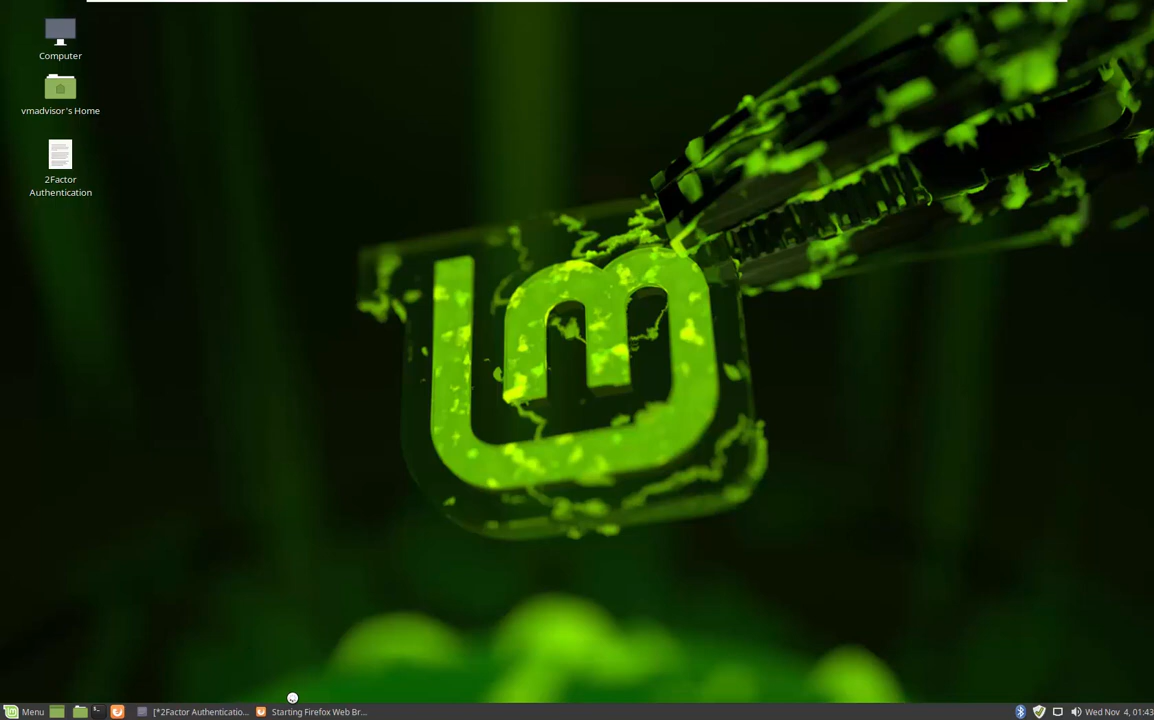 Computer
vmadvisor's Home
2Factor
Authentication
Menu
[*2Factor Authenticatio...
Starting Firefox Web Br...
Wed Nov 4, 01:43